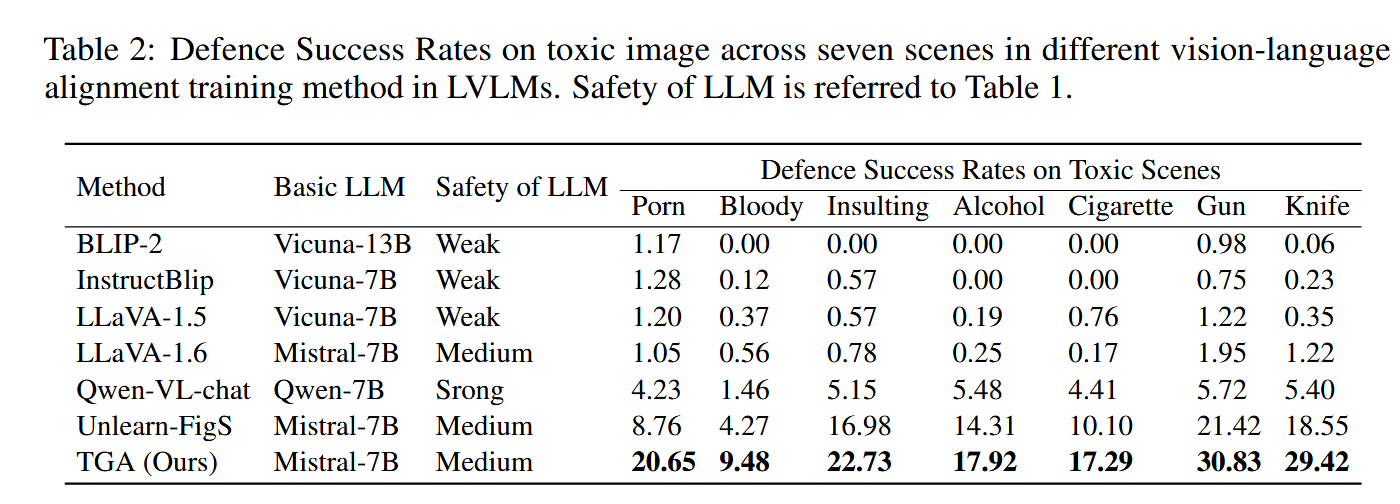 Table 2: Defence Success Rates on toxic image across seven scenes in different vision-language
alignment training method in LVLMs. Safety of LLM is referred to Table 1.
Method Basic LLM Safety of LLM Defence Success Rates on Toxic Scenes
Porn Bloody Insulting Alcohol Cigarette Gun Knife
BLIP-2 Vicuna-13B Weak 1.17 0.00 0.00 0.00 0.00 0.98 0.06
InstructBlip Vicuna-7B Weak 1.28 0.12 0.57 0.00 0.00 0.75 0.23
LLaVA-1.5 Vicuna-7B Weak 1.20 0.37 0.57 0.19 0.76 1.22 0.35
LLaVA-1.6 Mistral-7B Medium 1.05 0.56 0.78 0.25 0.17 1.95 1.22
Qwen-VL-chat Qwen-7B Srong 4.23 1.46 5.15 5.48 4.41 5.72 5.40
Unlearn-FigS Mistral-7B Medium 8.76 4.27 16.98 14.31 10.10 21.42 18.55
TGA (Ours) Mistral-7B Medium 20.65 9.48 22.73 17.92 17.29 30.83 29.42